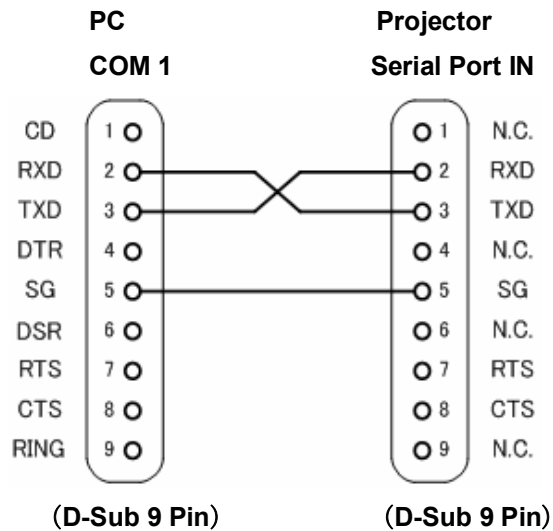 PC Projector
COM 1 Serial Port IN
CD 1 1 N.C.
RXD 2 2 RXD
TXD 3 3 TXD
DTR 4 4 N.C.
SG 5 5 SG
DSR 6 6 N.C.
RTS 7 7 RTS
CTS 8 8 CTS
RING 9 9 N.C.
（D-Sub 9 Pin） （D-Sub 9 Pin）